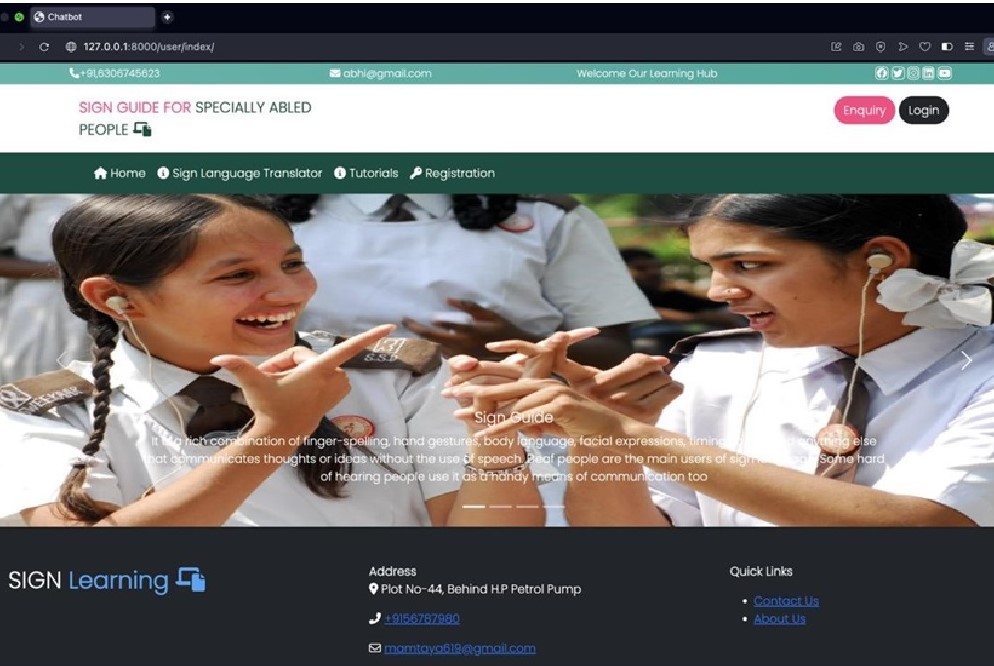 Chatbot
127.0.0.1:8000/user/index/
+91,6306745623 abhi@gmail.com Welcome Our Learning Hub
SIGN GUIDE FOR SPECIALLY ABLED
PEOPLE
Enquiry Login
Home Sign Language Translator Tutorials Registration
S.S.D
Sign Guide
It rich combination of finger-spelling, hand gestures, body language, facial expressions, timing anything else
that communicates thoughts or ideas without the use of speech. Deaf people are the main users of sign Some hard
of hearing people use it as a handy means of communication too
SIGN Learning
Address
Plot No-44, Behind H.P Petrol Pump
+9156787980
mamtaya619@gmail.com
Quick Links
Contact Us
About Us